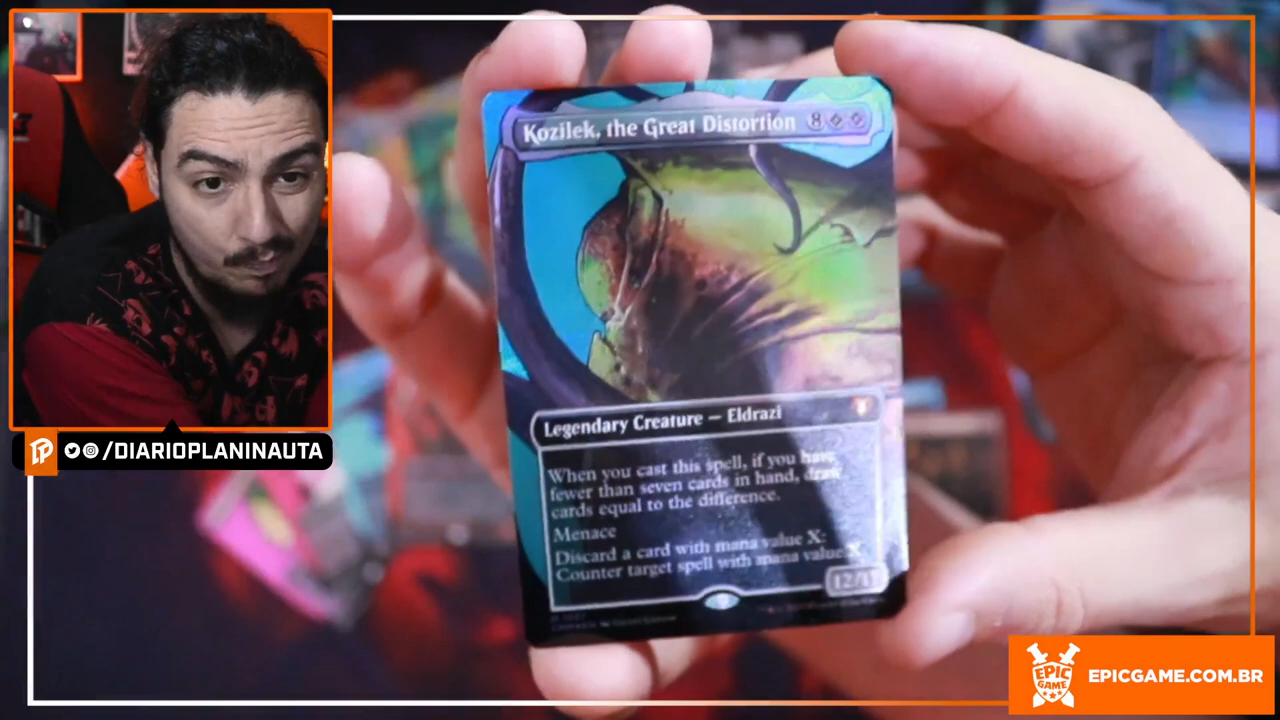 Kozilek, the Great Distortion 8
Legendary Creature — Eldrazi
When you cast this spell, if you have
fewer than seven cards in hand, draw
cards equal to the difference.
Menace
Discard a card with mana value X:
Counter target spell with mana value X
12/1
/DIARIOPLANINAUTA
EPIC
GAME
EPICGAME.COM.BR